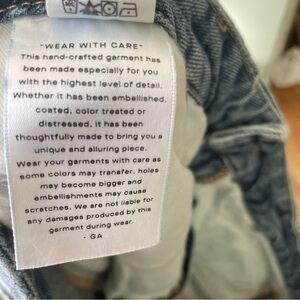 -WEAR WITH CARE-
This hand-crafted garment has
been made especially for you
with the highest level of detail.
Whether it has been embellished,
coated, color treated or
distressed, it has been
thoughtfully made to bring you a
unique and alluring piece.
Wear your garments with care as
some colors may transfer, holes
may become bigger and
embellishments may cause
scratches. We are not liable for
any damages produced by this
garment during wear.
- GA